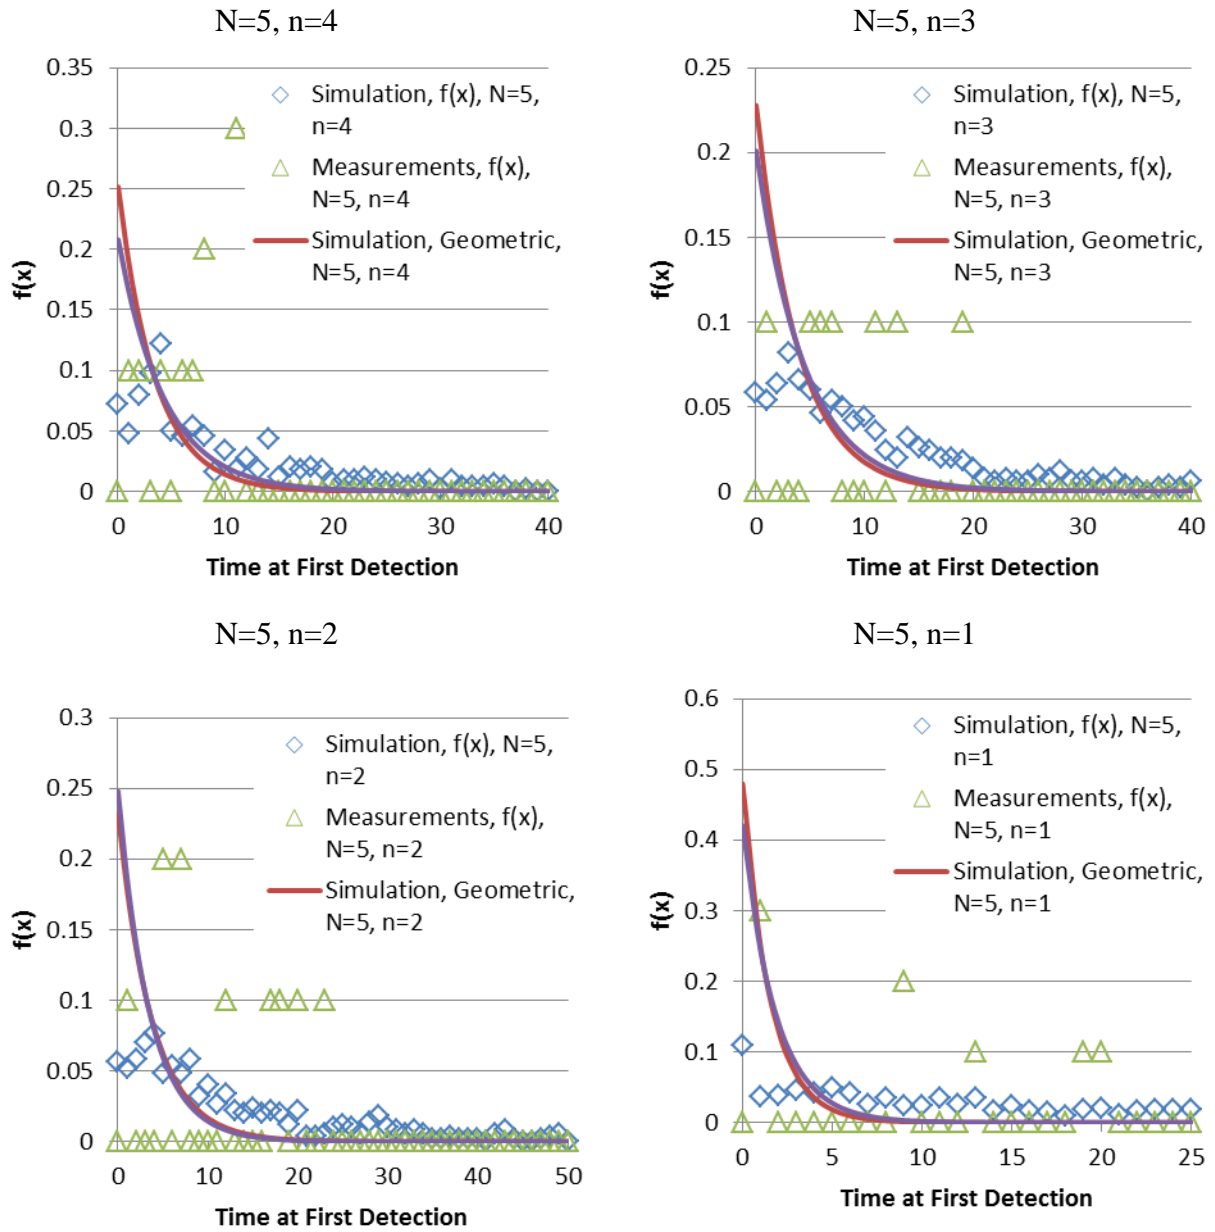 N=5, n=4
0.35
0.3
0.25
0.2
0.15
0.1
0.05
0
f(x)
Simulation, f(x), N=5,
n=4
Measurements, f(x),
N=5, n=4
Simulation, Geometric,
N=5, n=4
0 10 20 30 40
Time at First Detection
N=5, n=3
0.25
0.2
0.15
0.1
0.05
0
f(x)
Simulation, f(x), N=5,
n=3
Measurements, f(x),
N=5, n=3
Simulation, Geometric,
N=5, n=3
0 10 20 30 40
Time at First Detection
N=5, n=2
0.3
0.25
0.2
0.15
0.1
0.05
0
f(x)
Simulation, f(x), N=5,
n=2
Measurements, f(x),
N=5, n=2
Simulation, Geometric,
N=5, n=2
0 10 20 30 40 50
Time at First Detection
N=5, n=1
0.6
0.5
0.4
0.3
0.2
0.1
0
f(x)
Simulation, f(x), N=5,
n=1
Measurements, f(x),
N=5, n=1
Simulation, Geometric,
N=5, n=1
0 5 10 15 20 25
Time at First Detection